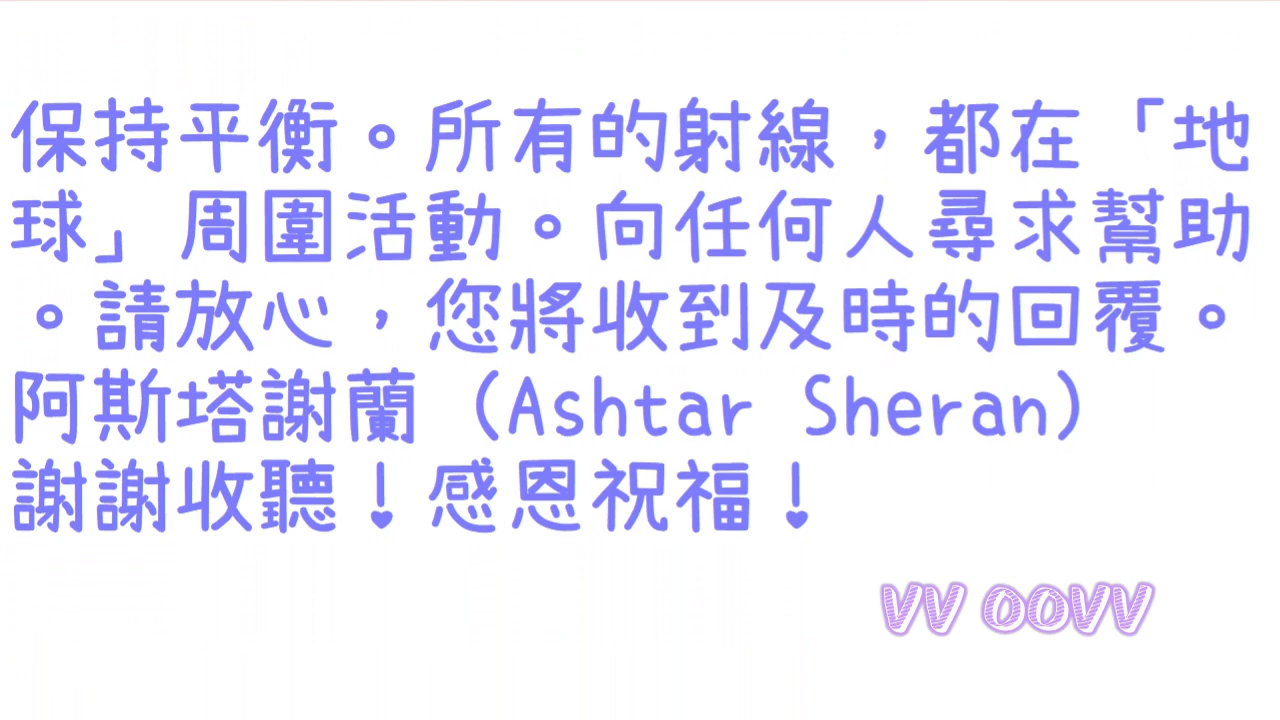 保持平衡。所有的射線，都在「地
球」周圍活動。向任何人尋求幫助
。請放心，您將收到及時的回覆。
阿斯塔謝蘭（Ashtar Sheran）
謝謝收聽！感恩祝福！
VV OOVV